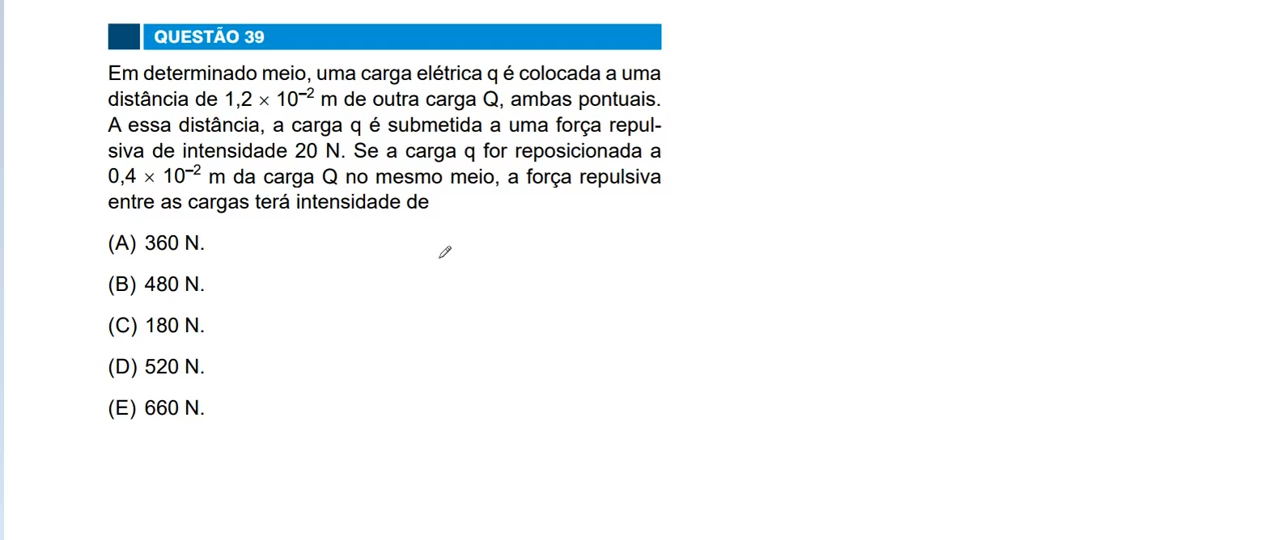 QUESTÃO 39
Em determinado meio, uma carga elétrica q é colocada a uma
distância de 1,2 × 10⁻² m de outra carga Q, ambas pontuais.
A essa distância, a carga q é submetida a uma força repul-
siva de intensidade 20 N. Se a carga q for reposicionada a
0,4 × 10⁻² m da carga Q no mesmo meio, a força repulsiva
entre as cargas terá intensidade de
(A) 360 N.
(B) 480 N.
(C) 180 N.
(D) 520 N.
(E) 660 N.